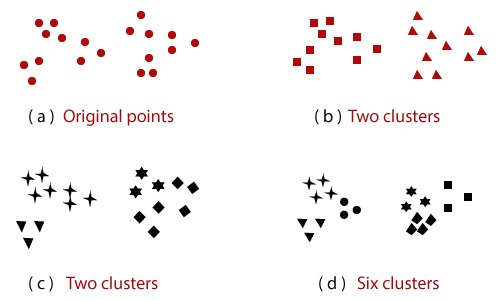 ( a ) Original points
( b ) Two clusters
( c ) Two clusters
( d ) Six clusters